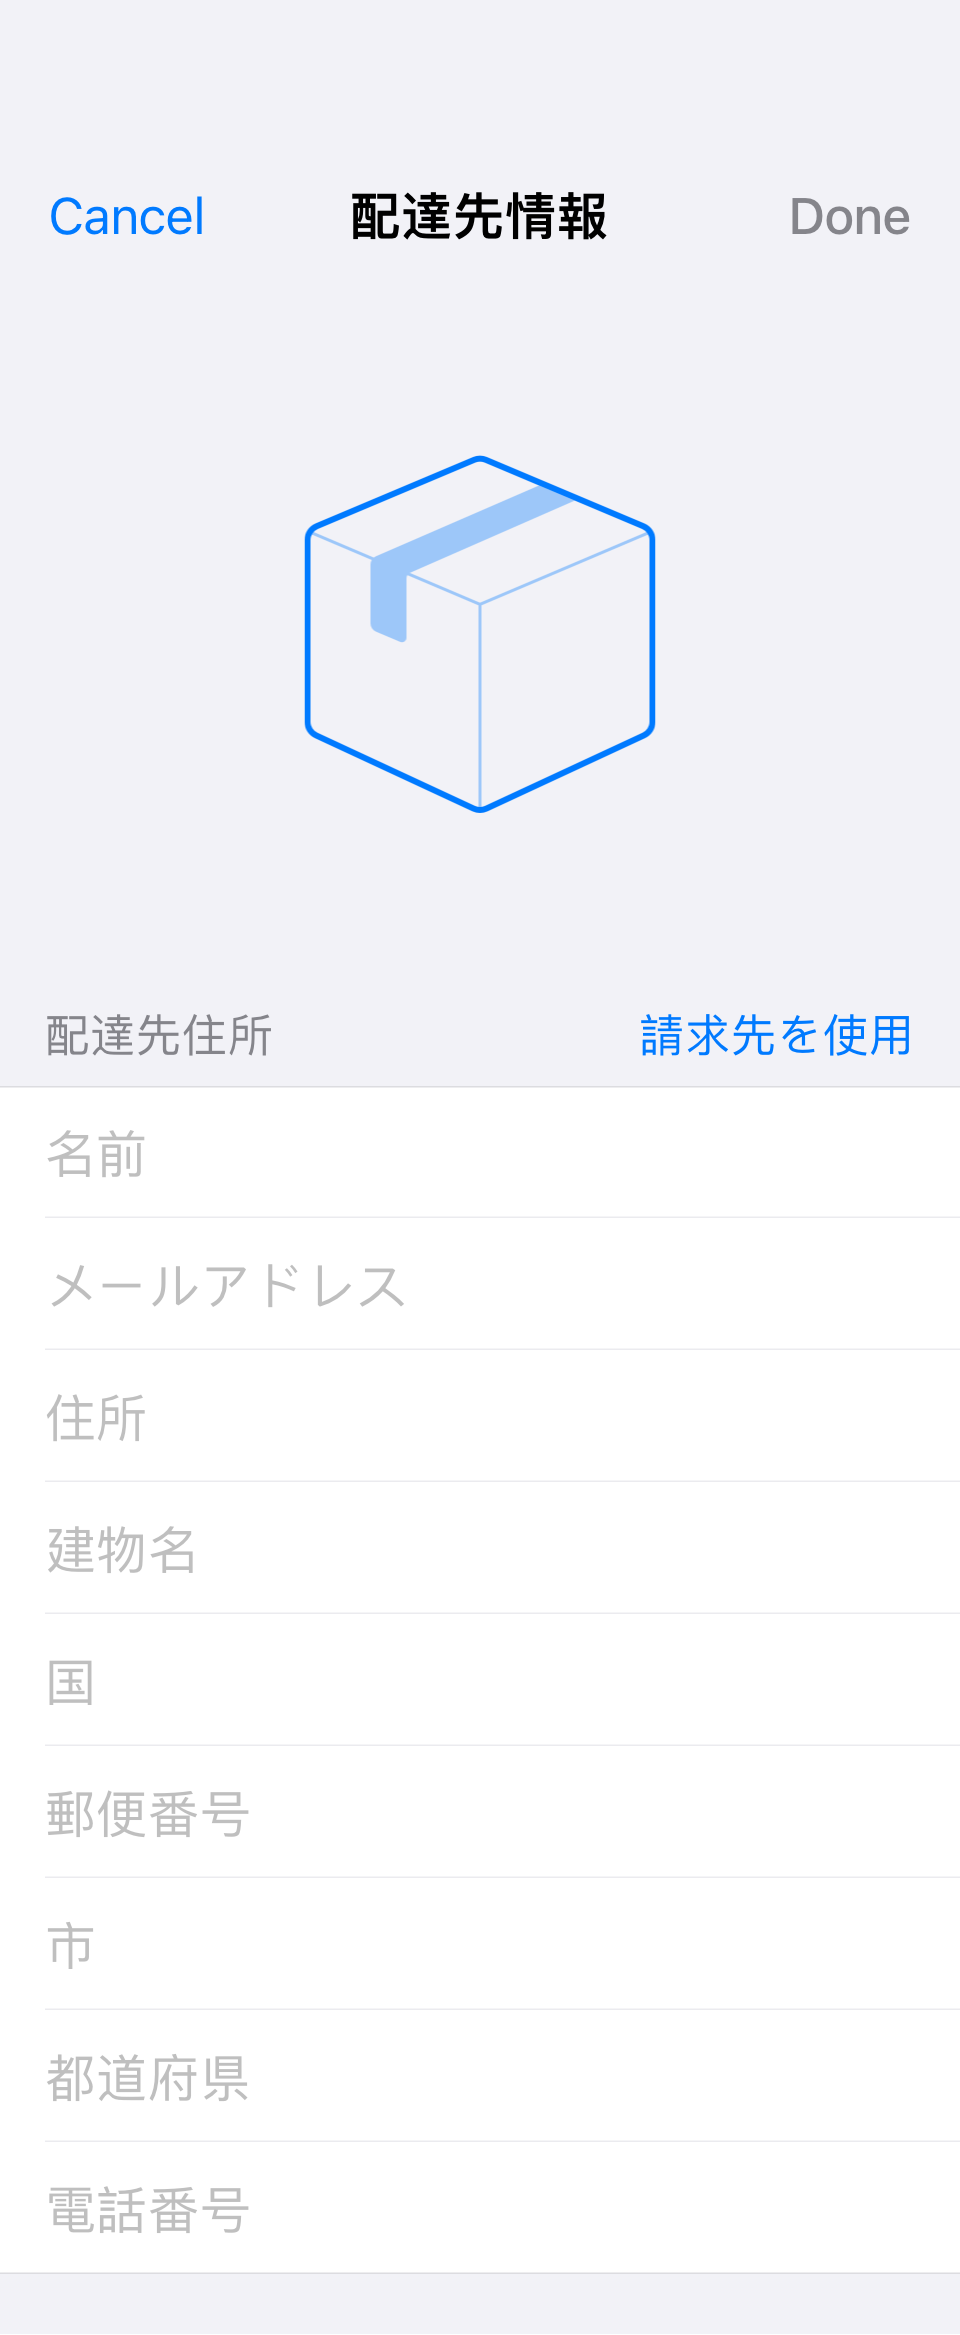 Cancel 配達先情報 Done
配達先住所 請求先を使用
名前
メールアドレス
住所
建物名
国
郵便番号
市
都道府県
電話番号